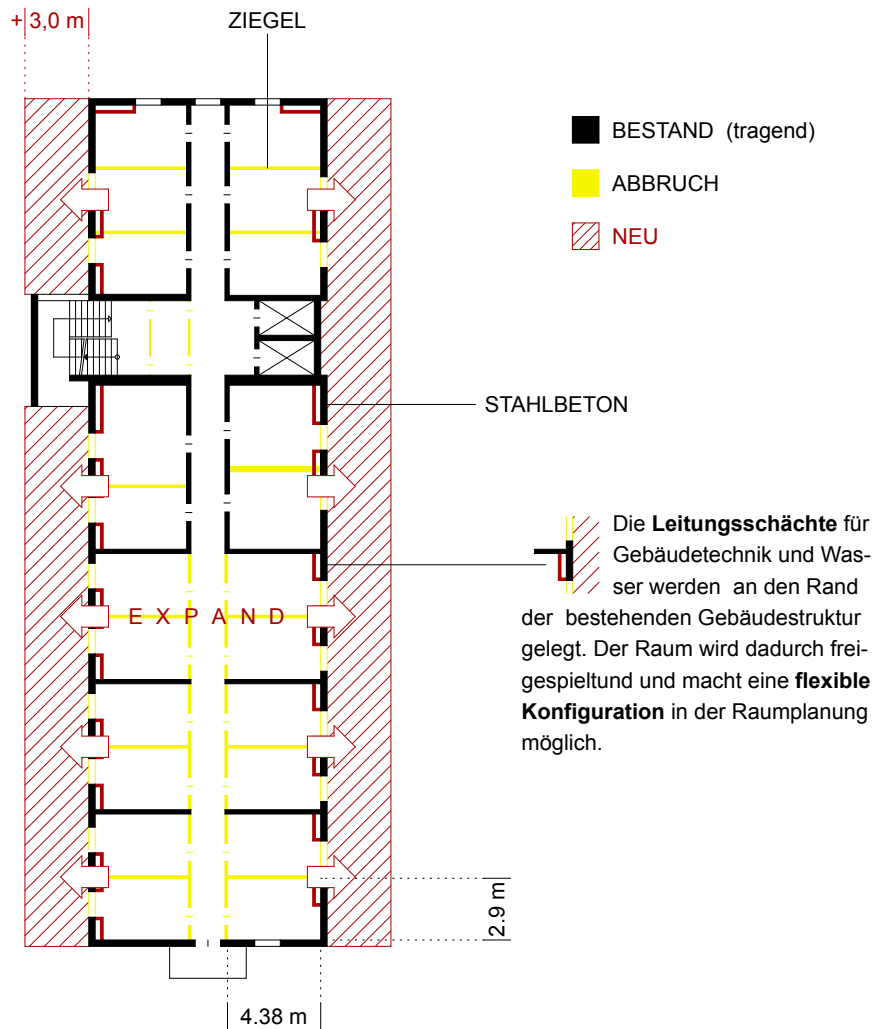 + 3,0 m
ZIEGEL
BESTAND (tragend)
ABBRUCH
NEU
STAHLBETON
Die Leitungsschächte für
Gebäudetechnik und Was-
ser werden an den Rand
der bestehenden Gebäudestruktur
gelegt. Der Raum wird dadurch frei-
gespieltund und macht eine flexible
Konfiguration in der Raumplanung
möglich.
EXPAND
2.9 m
4.38 m